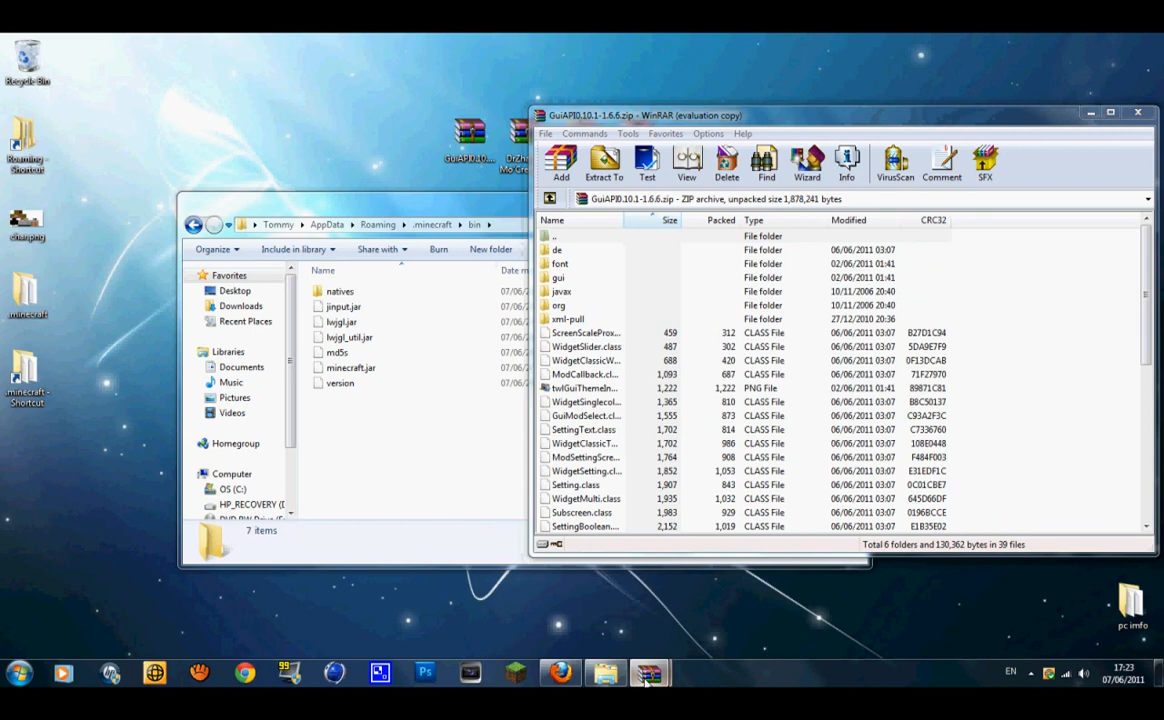 Recycle Bin
Roaming - Shortcut
.minecraft
.minecraft - Shortcut
GuiAPI0.10....
pc imfo
Tommy AppData Roaming .minecraft bin
Organize Include in library Share with Burn New folder
Favorites
Desktop
Downloads
Recent Places
Libraries
Documents
Music
Pictures
Videos
Homegroup
Computer
OS (C:)
HP_RECOVERY (D
Name Date m
natives 07/06/2
jinput.jar 07/06/2
lwjgl.jar 07/06/2
lwjgl_util.jar 07/06/2
md5s 07/06/2
minecraft.jar 07/06/2
version 07/06/2
7 items
GuiAPI0.10.1-1.6.6.zip - WinRAR (evaluation copy)
File Commands Tools Favorites Options Help
Add Extract To Test View Delete Find Wizard Info VirusScan Comment SFX
GuiAPI0.10.1-1.6.6.zip - ZIP archive, unpacked size 1,878,241 bytes
Name Size Packed Type Modified CRC32
.. File folder
de File folder 06/06/2011 03:07
font File folder 02/06/2011 01:41
gui File folder 02/06/2011 01:41
javax File folder 10/11/2006 20:40
org File folder 10/11/2006 20:40
xml-pull File folder 27/12/2010 20:36
ScreenScaleProx... 459 312 CLASS File 06/06/2011 03:07 B27D1C94
WidgetSlider.class 487 302 CLASS File 06/06/2011 03:07 5DA9E7F9
WidgetClassicW... 688 420 CLASS File 06/06/2011 03:07 0F13DCAB
ModCallback.cl... 1,093 687 CLASS File 06/06/2011 03:07 71F27970
twlGuiThemeIn... 1,222 1,222 PNG File 02/06/2011 01:41 89871C81
WidgetSinglecol... 1,365 810 CLASS File 06/06/2011 03:07 B8C50137
GuiModSelect.cl... 1,555 873 CLASS File 06/06/2011 03:07 C93A2F3C
SettingText.class 1,702 814 CLASS File 06/06/2011 03:07 C7336760
WidgetClassicT... 1,702 986 CLASS File 06/06/2011 03:07 108E0448
ModSettingScre... 1,764 908 CLASS File 06/06/2011 03:07 F484F003
WidgetSetting.cl... 1,852 1,053 CLASS File 06/06/2011 03:07 E31EDF1C
Setting.class 1,907 843 CLASS File 06/06/2011 03:07 0C01CBE7
WidgetMulti.class 1,935 1,032 CLASS File 06/06/2011 03:07 645D66DF
Subscreen.class 1,983 929 CLASS File 06/06/2011 03:07 0196BCCE
SettingBoolean.... 2,152 1,019 CLASS File 06/06/2011 03:07 E1B35E02
Total 6 folders and 130,362 bytes in 39 files
99
Ps
EN
17:23
07/06/2011